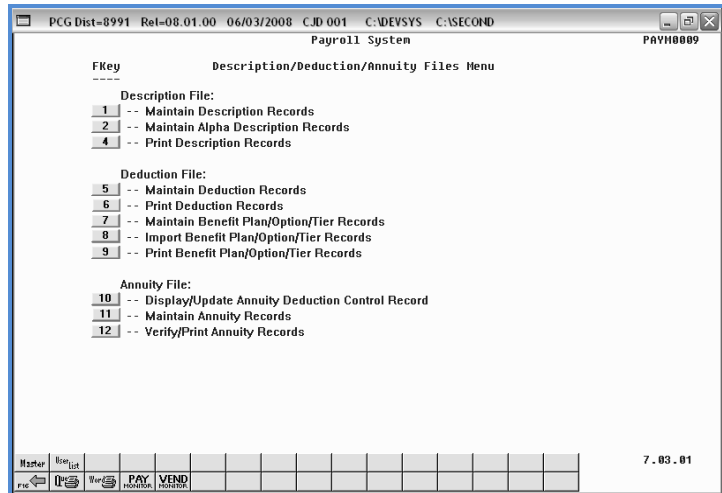 PCG Dist=8991 Rel=08.01.00 06/03/2008 CJD 001 C:\DEVSYS C:\SECOND
Payroll System PAYM0009
FKey Description/Deduction/Annuity Files Menu
----
Description File:
1 -- Maintain Description Records
2 -- Maintain Alpha Description Records
4 -- Print Description Records
Deduction File:
5 -- Maintain Deduction Records
6 -- Print Deduction Records
7 -- Maintain Benefit Plan/Option/Tier Records
8 -- Import Benefit Plan/Option/Tier Records
9 -- Print Benefit Plan/Option/Tier Records
Annuity File:
10 -- Display/Update Annuity Deduction Control Record
11 -- Maintain Annuity Records
12 -- Verify/Print Annuity Records
Master User List 7.03.01
F16 Que Word PAY MONITOR VEND MONITOR